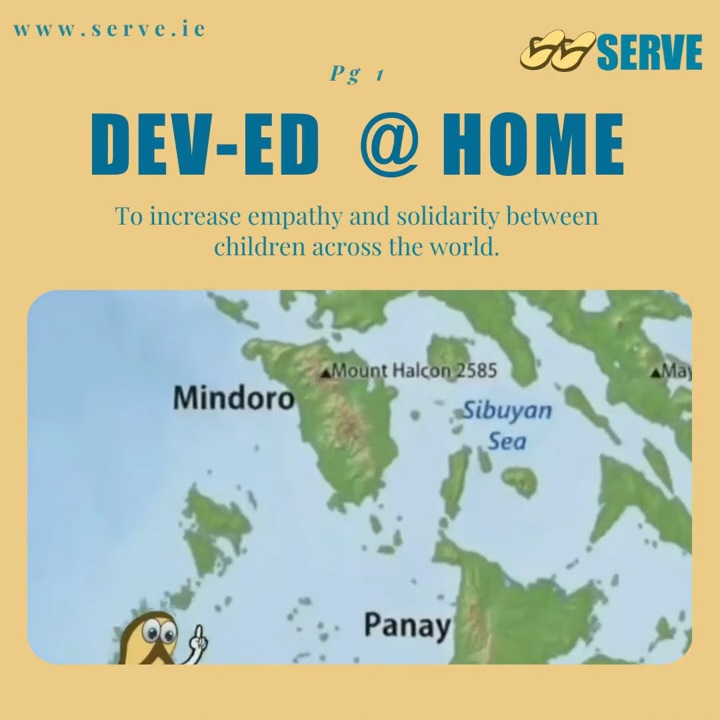 www.serve.ie
SERVE
Pg 1
DEV-ED @ HOME
To increase empathy and solidarity between
children across the world.
▲Mount Halcon 2585
▲May
Mindoro
Sibuyan
Sea
Panay